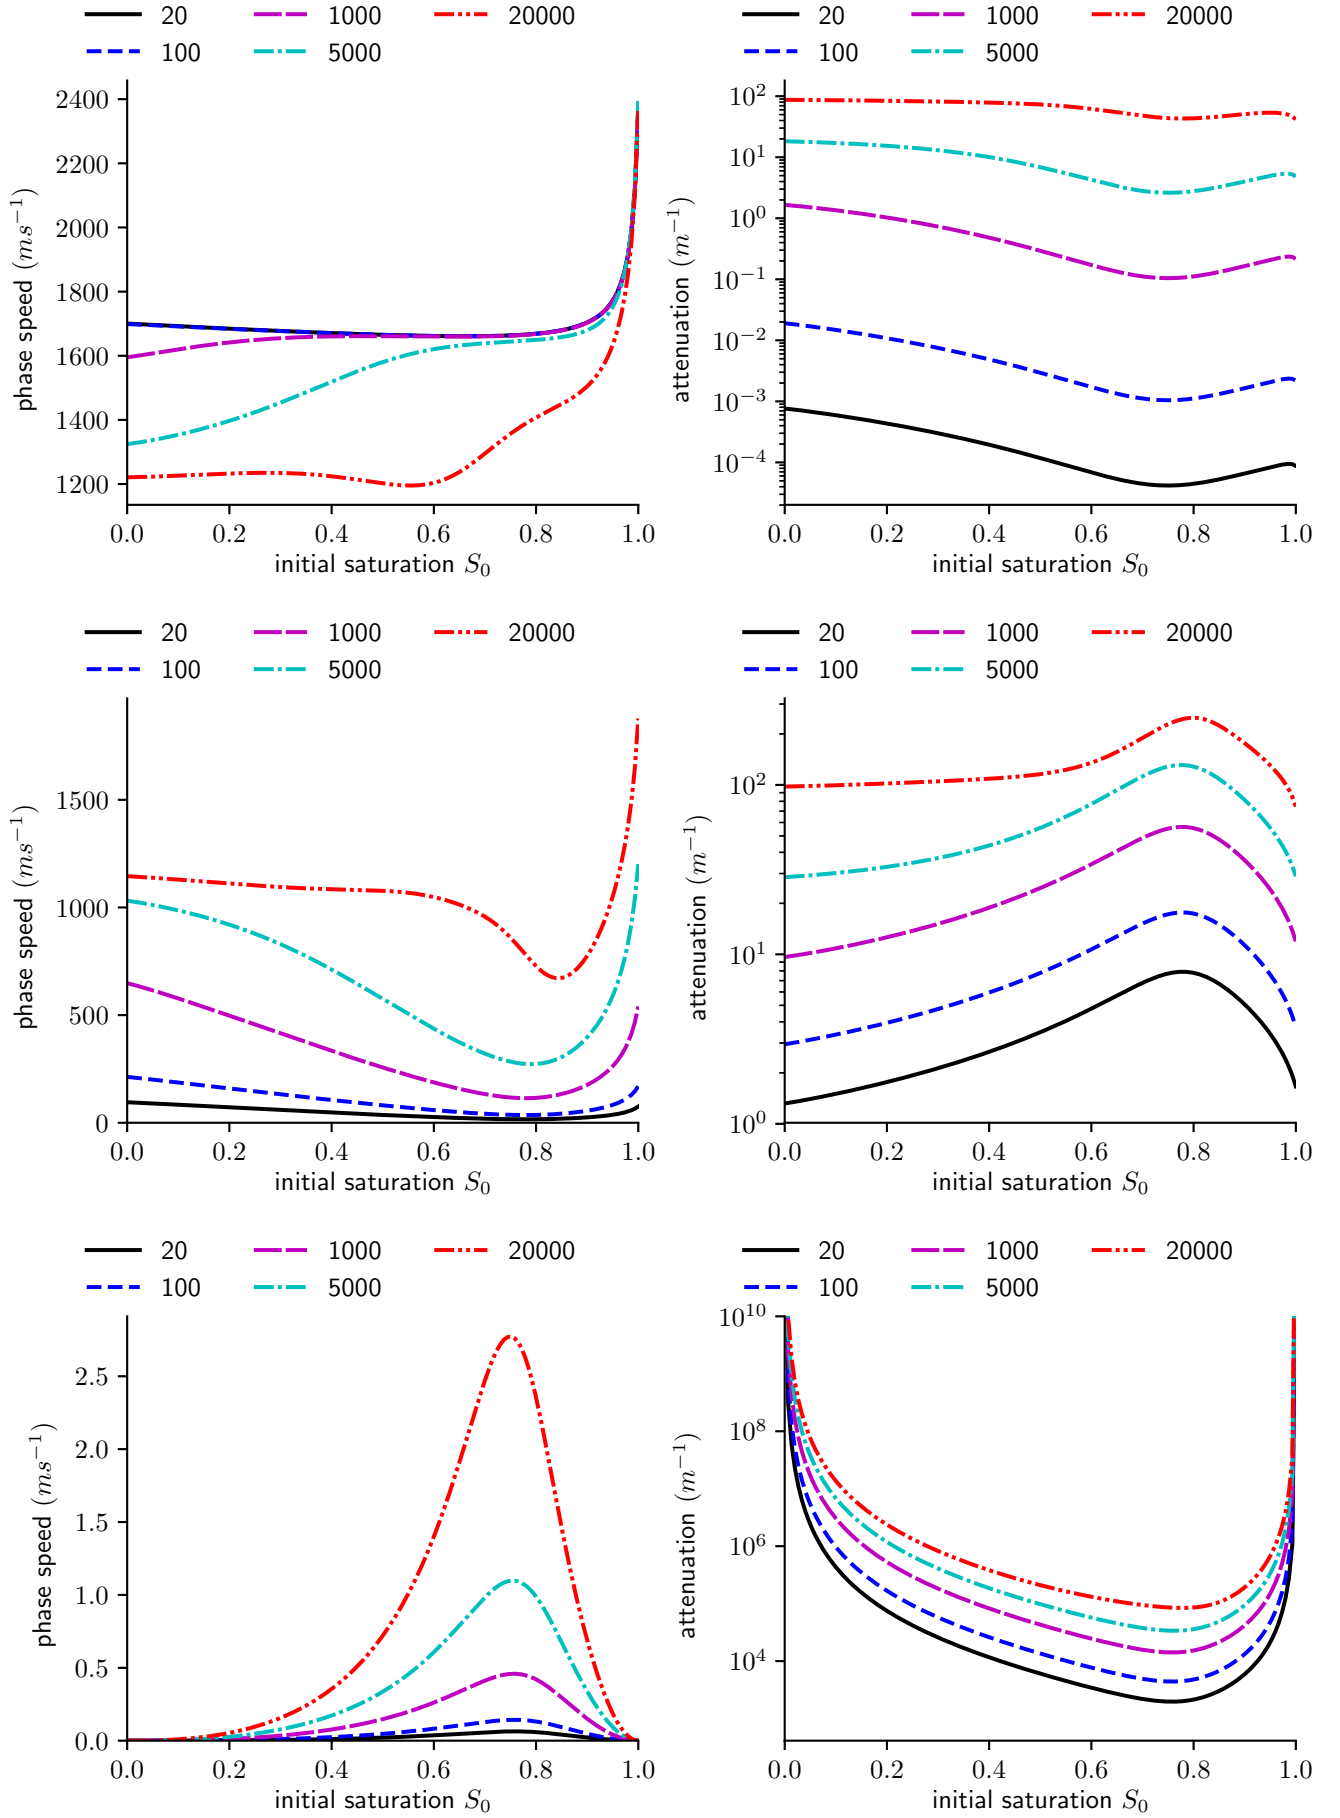 20 1000 20000
100 5000
20 1000 20000
100 5000
2400
2200
2000
1800
1600
1400
1200
phase speed (ms⁻¹)
0.0 0.2 0.4 0.6 0.8 1.0
initial saturation S₀
10²
10¹
10⁰
10⁻¹
10⁻²
10⁻³
10⁻⁴
attenuation (m⁻¹)
0.0 0.2 0.4 0.6 0.8 1.0
initial saturation S₀
20 1000 20000
100 5000
20 1000 20000
100 5000
1500
1000
500
0
phase speed (ms⁻¹)
0.0 0.2 0.4 0.6 0.8 1.0
initial saturation S₀
10²
10¹
10⁰
attenuation (m⁻¹)
0.0 0.2 0.4 0.6 0.8 1.0
initial saturation S₀
20 1000 20000
100 5000
20 1000 20000
100 5000
2.5
2.0
1.5
1.0
0.5
0.0
phase speed (ms⁻¹)
0.0 0.2 0.4 0.6 0.8 1.0
initial saturation S₀
10¹⁰
10⁸
10⁶
10⁴
attenuation (m⁻¹)
0.0 0.2 0.4 0.6 0.8 1.0
initial saturation S₀